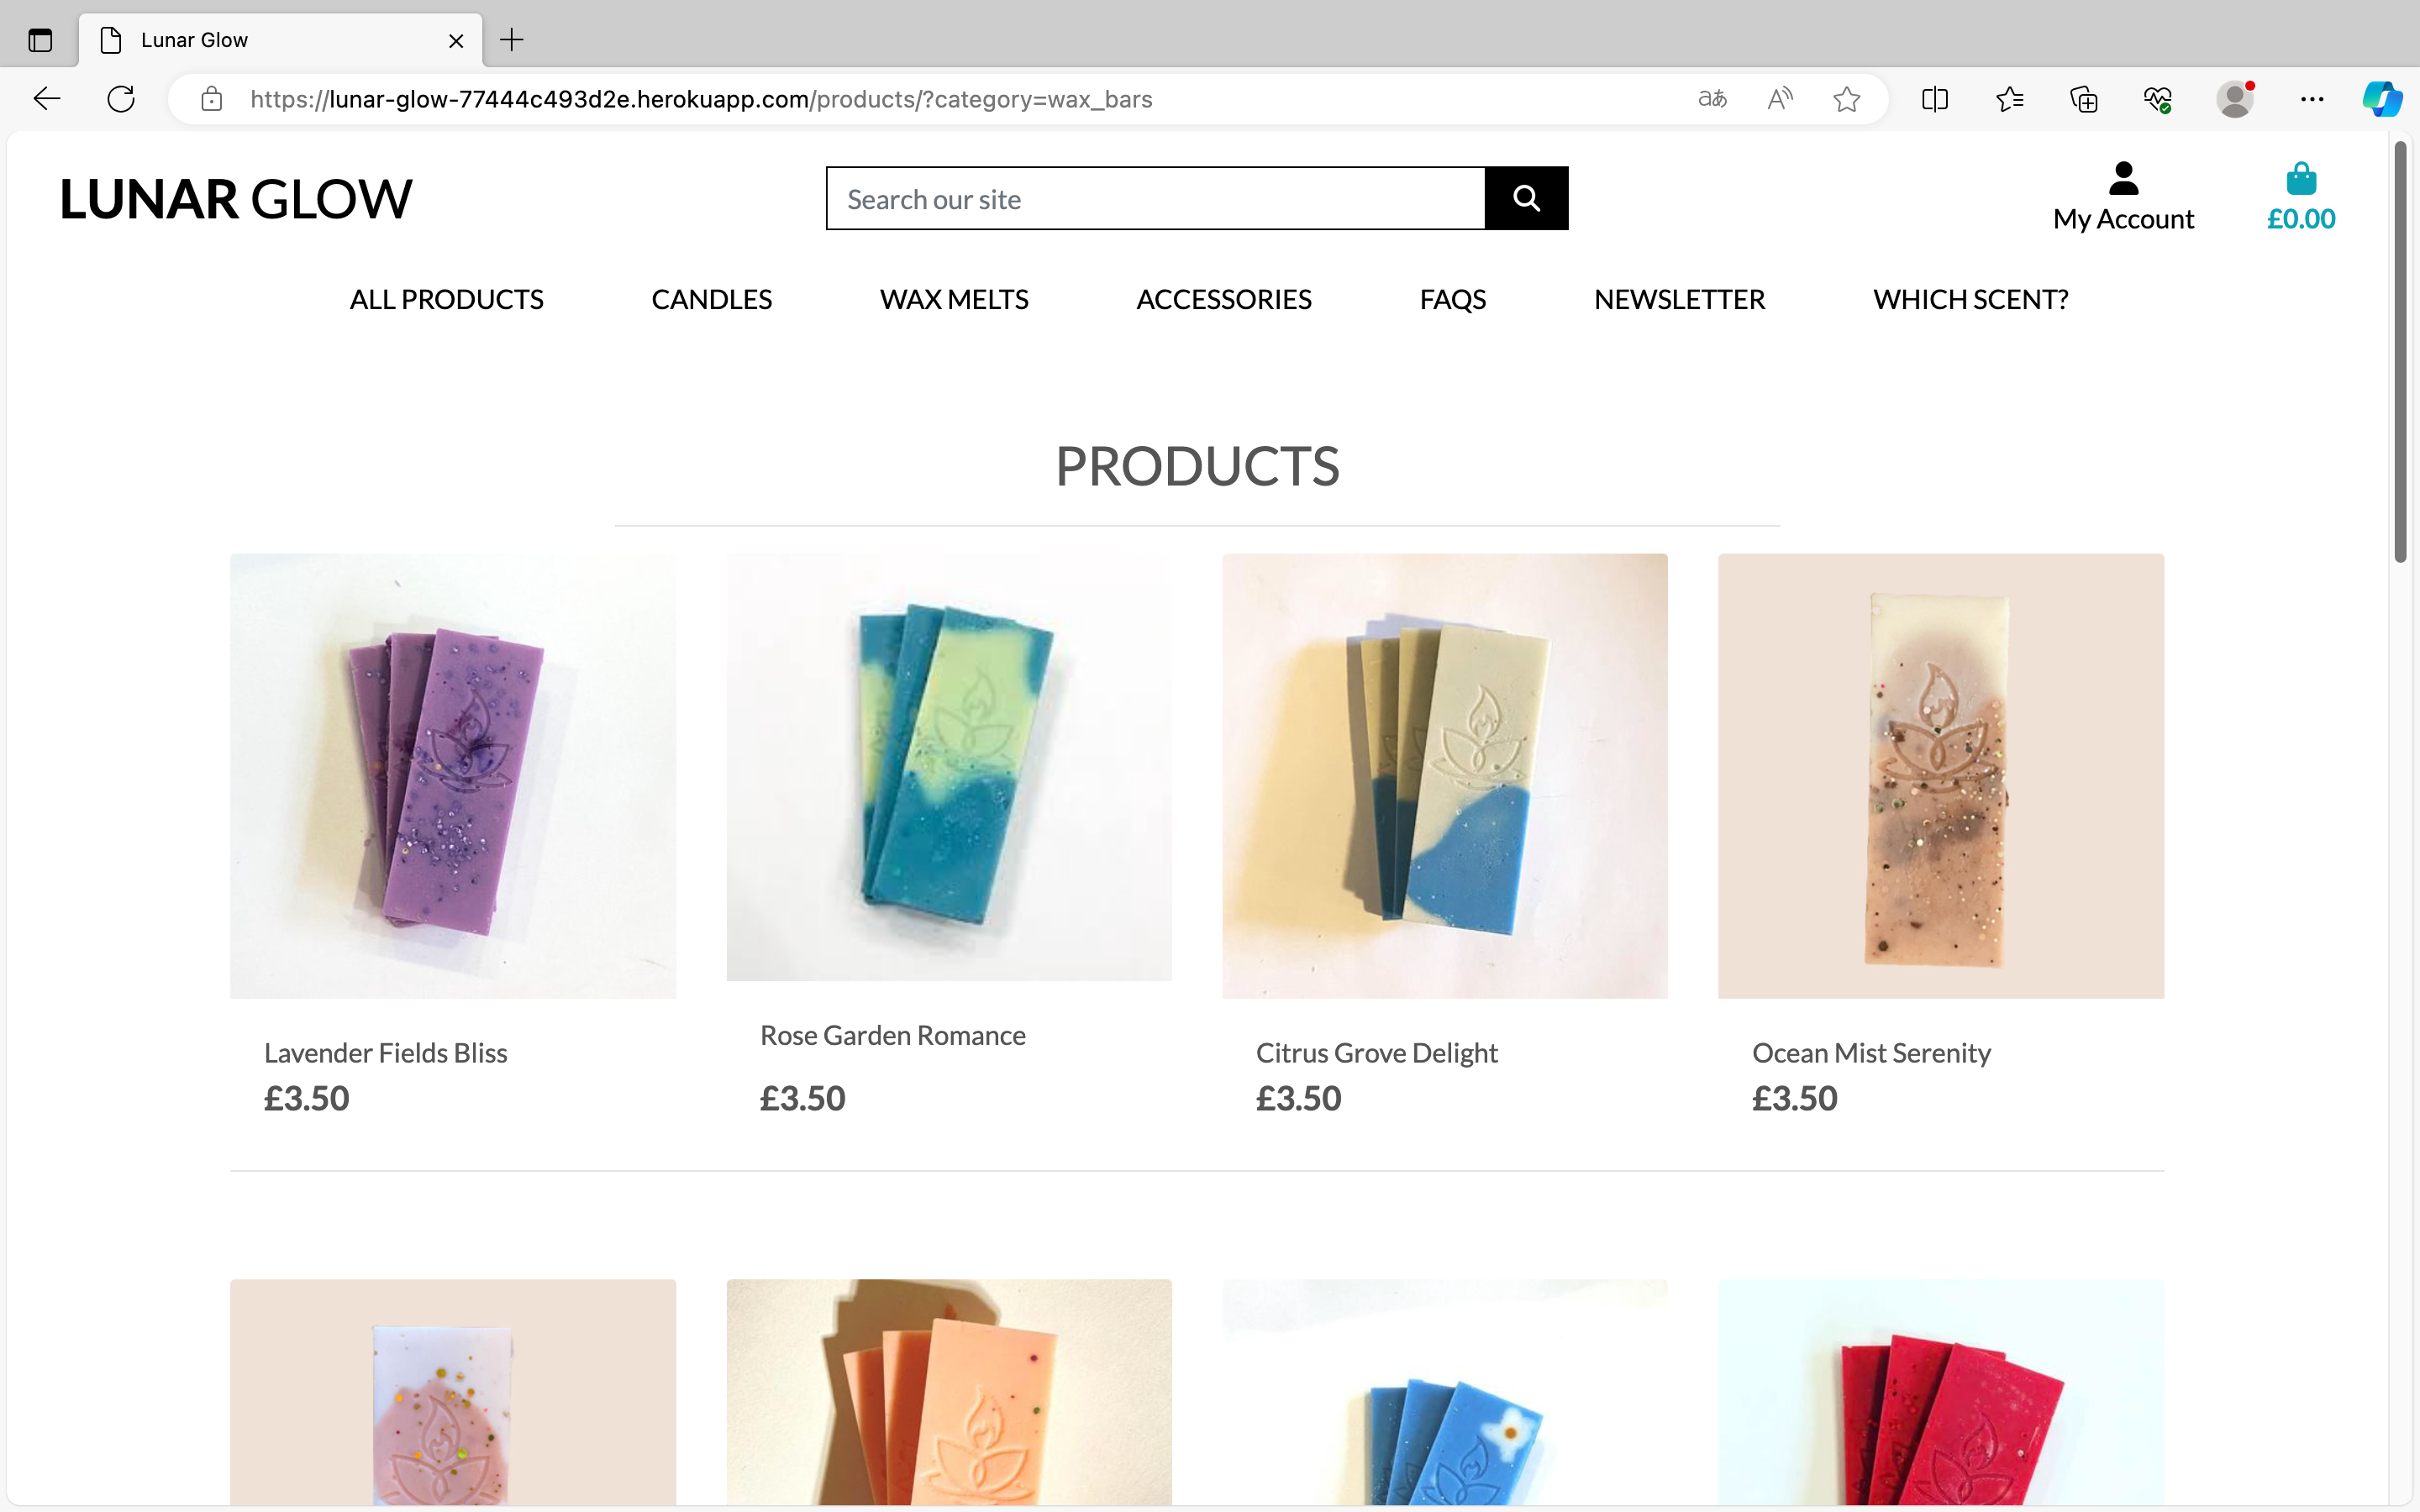 Lunar Glow
https://lunar-glow-77444c493d2e.herokuapp.com/products/?category=wax_bars
aあ
LUNAR GLOW
Search our site
My Account
£0.00
ALL PRODUCTS
CANDLES
WAX MELTS
ACCESSORIES
FAQS
NEWSLETTER
WHICH SCENT?
PRODUCTS
Lavender Fields Bliss
£3.50
Rose Garden Romance
£3.50
Citrus Grove Delight
£3.50
Ocean Mist Serenity
£3.50